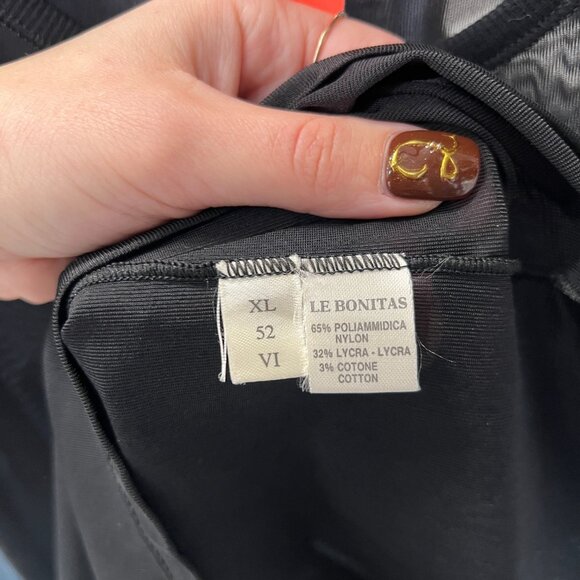 XL
52
VI
LE BONITAS
65% POLIAMMIDICA
NYLON
32% LYCRA - LYCRA
3% COTONE
COTTON